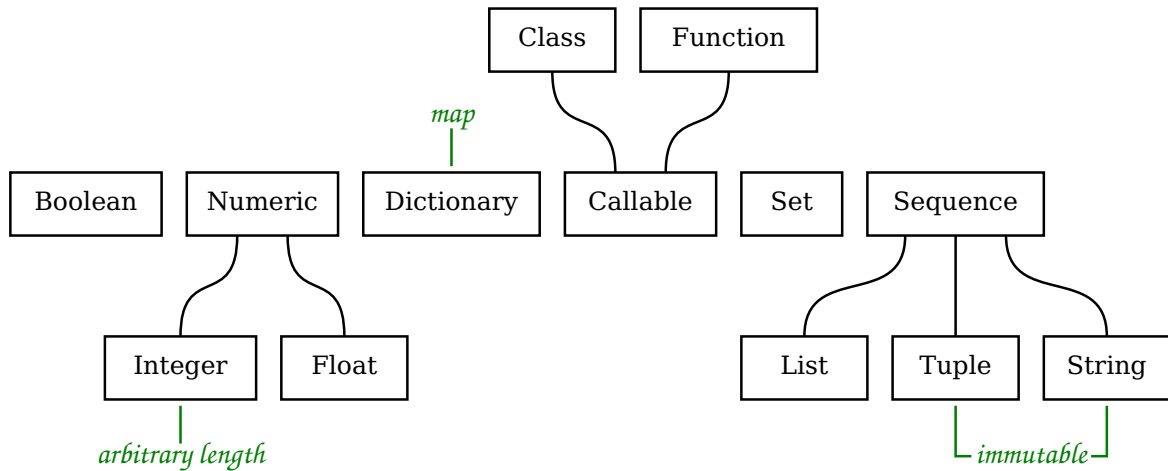 Class Function
map
Boolean Numeric Dictionary Callable Set Sequence
Integer Float List Tuple String
arbitrary length immutable